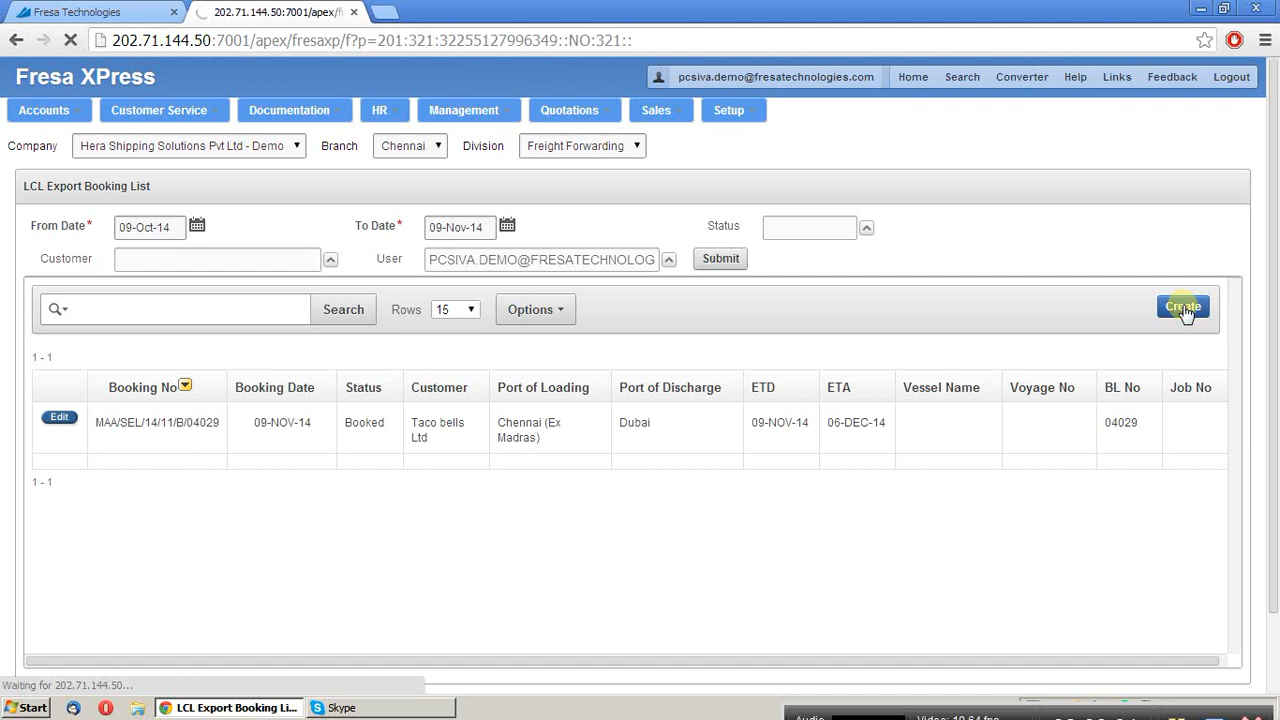 Fresa Technologies
202.71.144.50:7001/apex/f
202.71.144.50:7001/apex/fresaxp/f?p=201:321:32255127996349::NO:321::
Fresa XPress
pcsiva.demo@fresatechnologies.com Home Search Converter Help Links Feedback Logout
Accounts Customer Service Documentation HR Management Quotations Sales Setup
Company Hera Shipping Solutions Pvt Ltd - Demo Branch Chennai Division Freight Forwarding
LCL Export Booking List
From Date* 09-Oct-14 To Date* 09-Nov-14 Status
Customer User PCSIVA.DEMO@FRESATECHNOLOG Submit
Search Rows 15 Options Create
1 - 1
Booking No Booking Date Status Customer Port of Loading Port of Discharge ETD ETA Vessel Name Voyage No BL No Job No
Edit MAA/SEL/14/11/B/04029 09-NOV-14 Booked Taco bells Ltd Chennai (Ex Madras) Dubai 09-NOV-14 06-DEC-14 04029
1 - 1
Waiting for 202.71.144.50...
Start LCL Export Booking Li... Skype
Audio Video: 19.64 fps